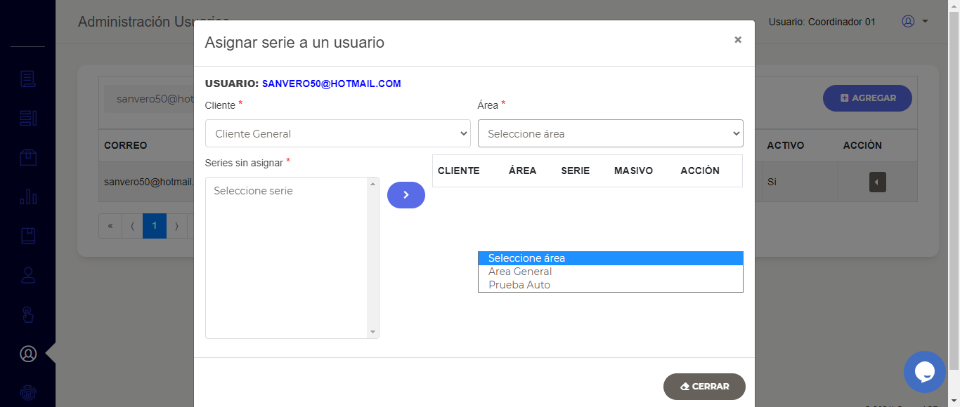 Administración Usuarios
Usuario: Coordinador 01
Asignar serie a un usuario
×
USUARIO: SANVERO50@HOTMAIL.COM
Cliente *
Área *
Cliente General
Seleccione área
sanvero50@hot
AGREGAR
CORREO
ACTIVO
ACCIÓN
Series sin asignar *
CLIENTE ÁREA SERIE MASIVO ACCIÓN
sanvero50@hotmail.
Si
Seleccione serie
« ⟨ 1 ⟩
Seleccione área
Area General
Prueba Auto
CERRAR